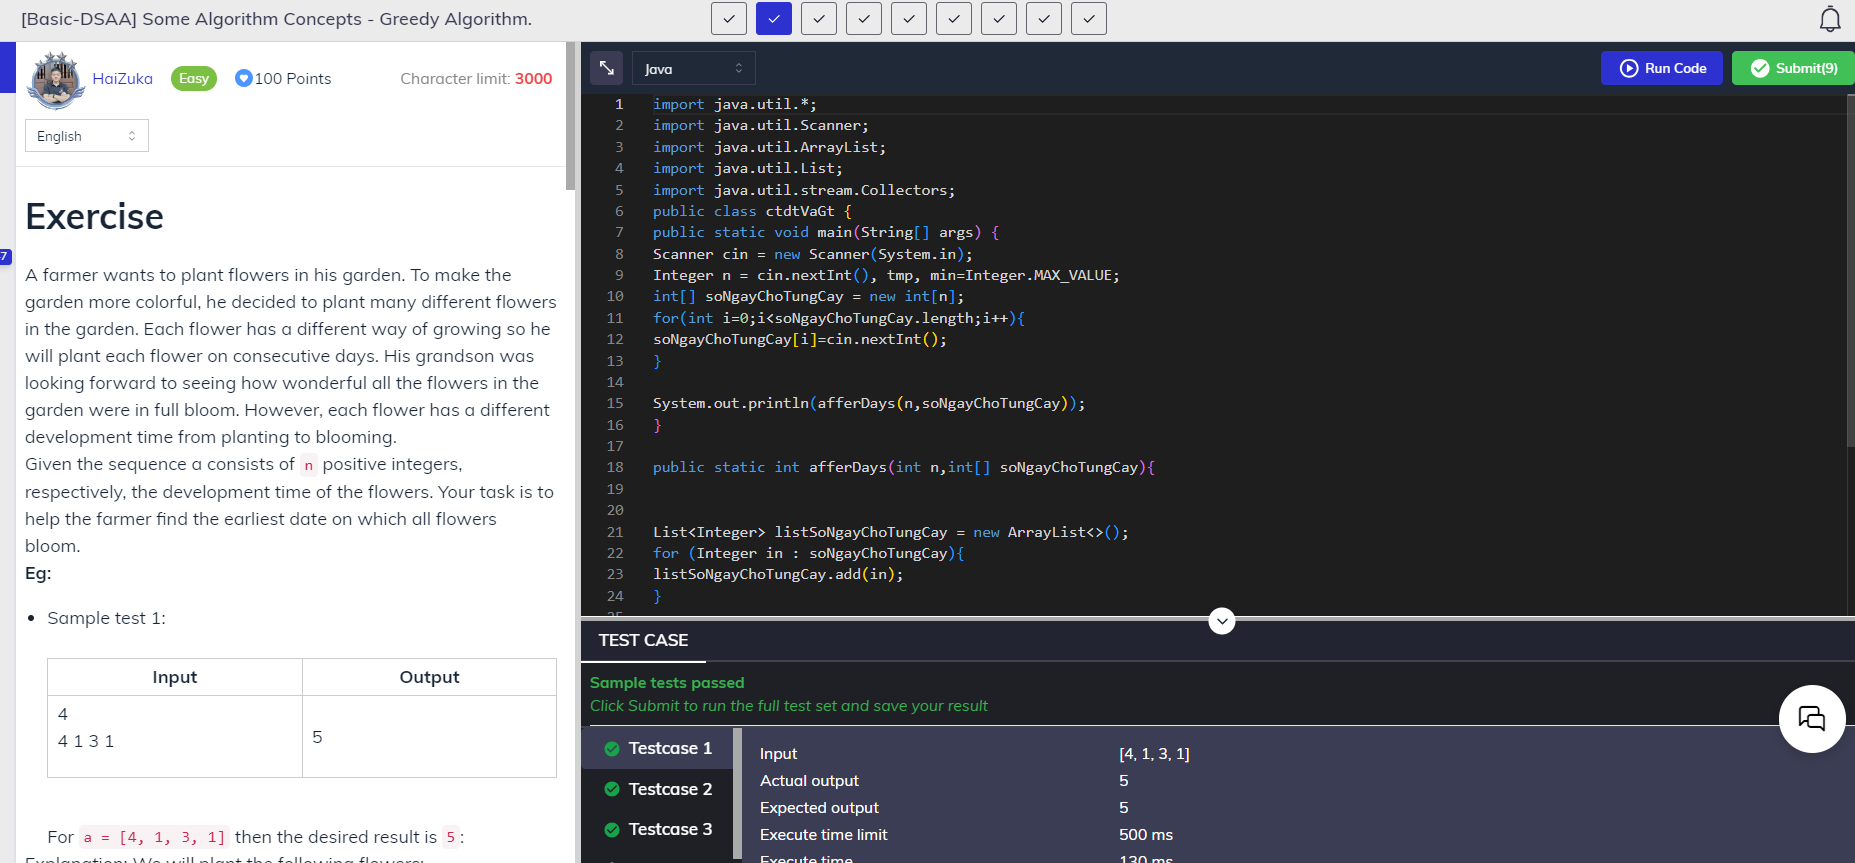 [Basic-DSAA] Some Algorithm Concepts - Greedy Algorithm.
HaiZuka Easy 100 Points Character limit: 3000
English
Exercise
A farmer wants to plant flowers in his garden. To make the
garden more colorful, he decided to plant many different flowers
in the garden. Each flower has a different way of growing so he
will plant each flower on consecutive days. His grandson was
looking forward to seeing how wonderful all the flowers in the
garden were in full bloom. However, each flower has a different
development time from planting to blooming.
Given the sequence a consists of n positive integers,
respectively, the development time of the flowers. Your task is to
help the farmer find the earliest date on which all flowers
bloom.
Eg:
Sample test 1:
Input Output
4
4 1 3 1
5
For a = [4, 1, 3, 1] then the desired result is 5 :
Explanation: We will plant the following flowers:
7
Java
Run Code
Submit(9)
1 import java.util.*;
2 import java.util.Scanner;
3 import java.util.ArrayList;
4 import java.util.List;
5 import java.util.stream.Collectors;
6 public class ctdtVaGt {
7 public static void main(String[] args) {
8 Scanner cin = new Scanner(System.in);
9 Integer n = cin.nextInt(), tmp, min=Integer.MAX_VALUE;
10 int[] soNgayChoTungCay = new int[n];
11 for(int i=0;i<soNgayChoTungCay.length;i++){
12 soNgayChoTungCay[i]=cin.nextInt();
13 }
14
15 System.out.println(afferDays(n,soNgayChoTungCay));
16 }
17
18 public static int afferDays(int n,int[] soNgayChoTungCay){
19
20
21 List<Integer> listSoNgayChoTungCay = new ArrayList<>();
22 for (Integer in : soNgayChoTungCay){
23 listSoNgayChoTungCay.add(in);
24 }
25
TEST CASE
Sample tests passed
Click Submit to run the full test set and save your result
Testcase 1
Testcase 2
Testcase 3
Input [4, 1, 3, 1]
Actual output 5
Expected output 5
Execute time limit 500 ms
Execute time 130 ms